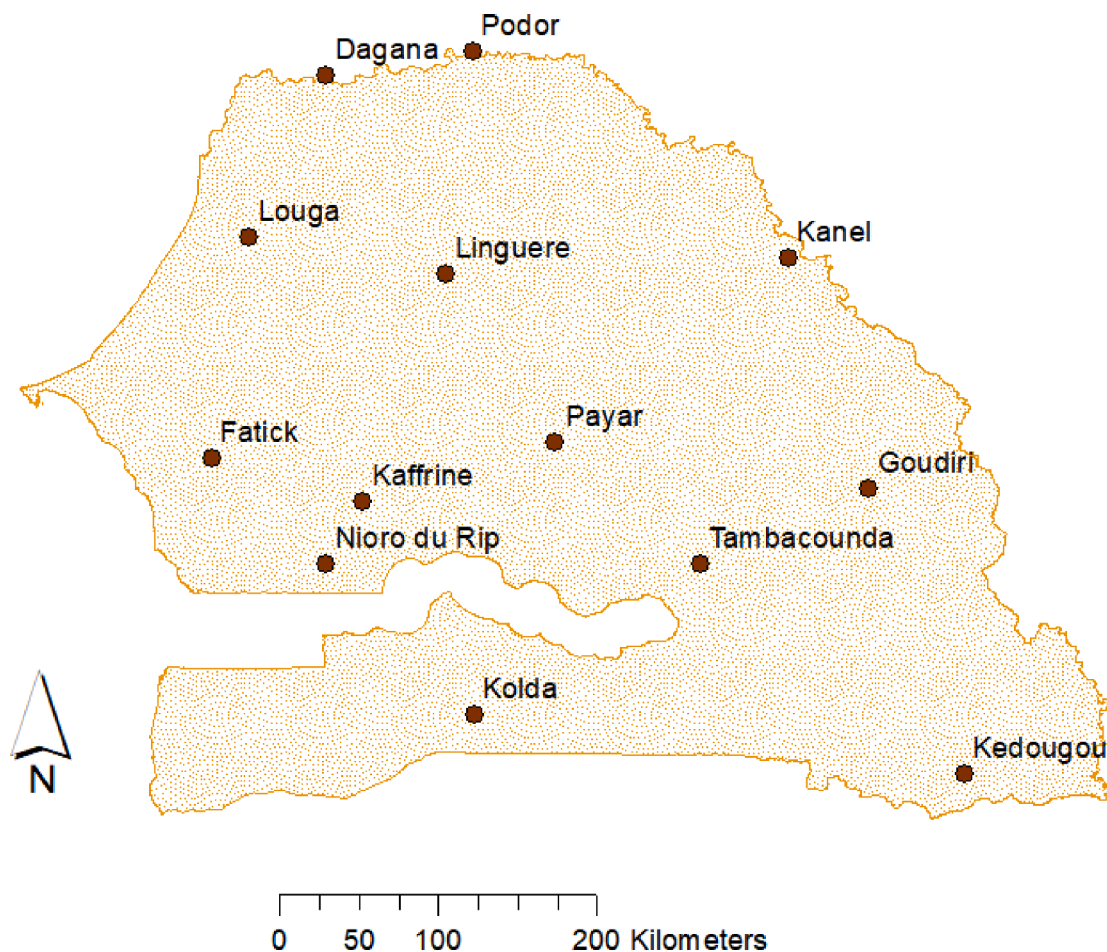 Podor
Dagana
Louga
Linguere
Kanel
Payar
Fatick
Kaffrine
Goudiri
Nioro du Rip
Tambacounda
Kolda
Kedougou
N
0 50 100 200 Kilometers